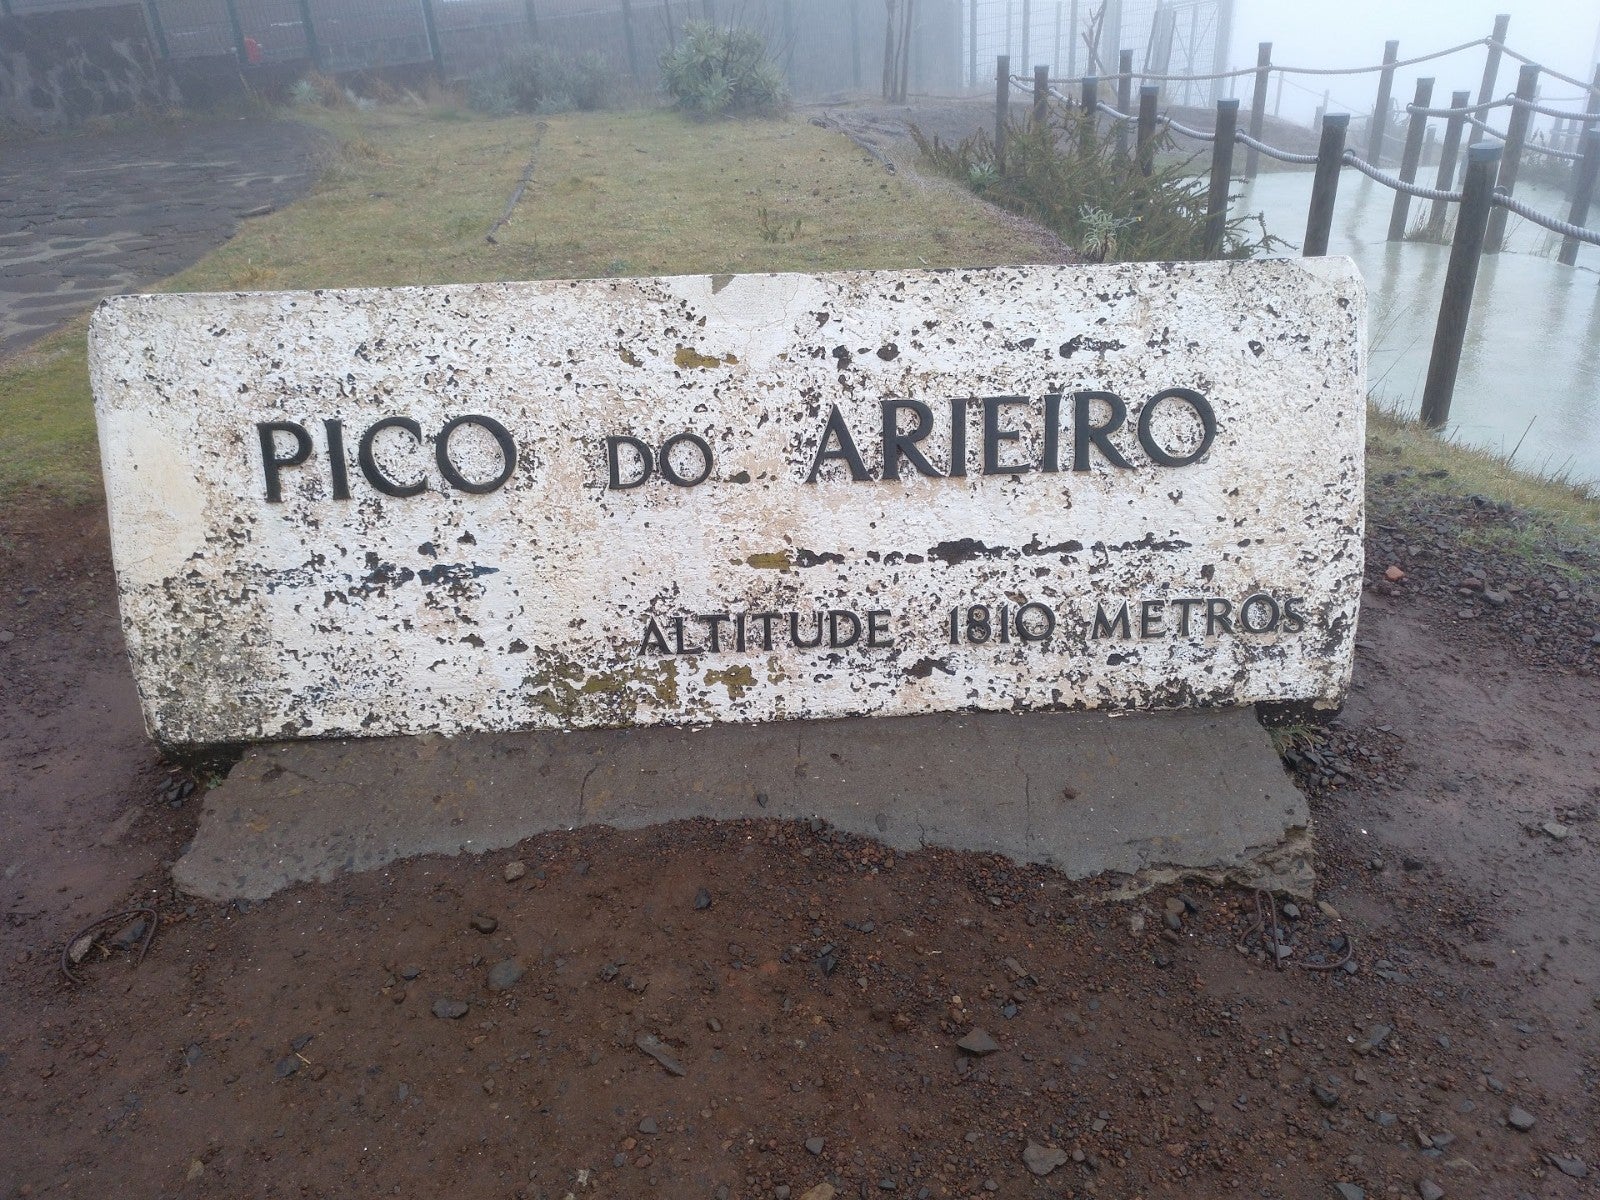 PICO DO ARIEIRO
ALTITUDE 1810 METROS